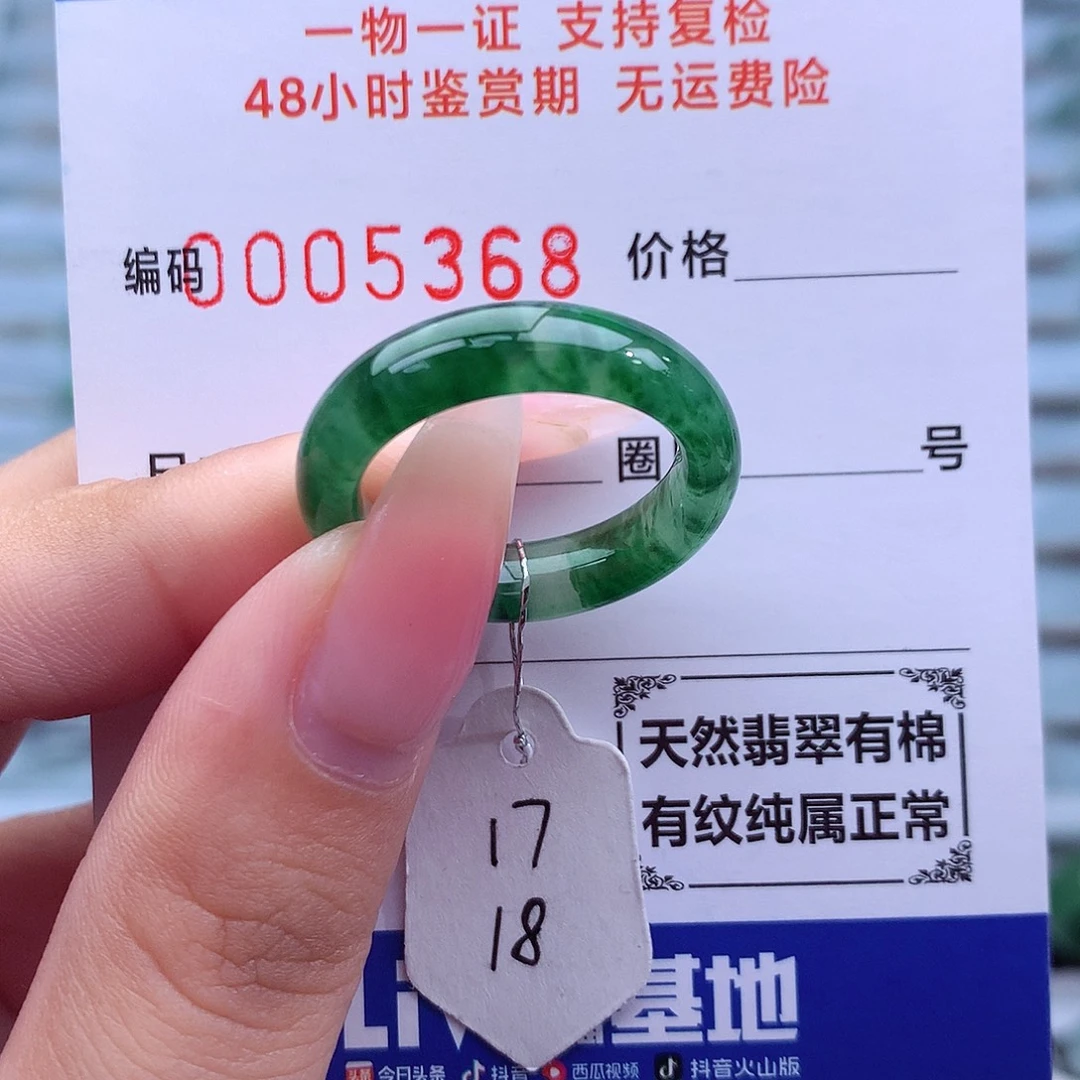 一物一证 支持复检
48小时鉴赏期 无运费险
编码 0005368 价格
圈 号
天然翡翠有棉
有纹纯属正常
17
18
基地
今日头条 抖音 西瓜视频 抖音火山版